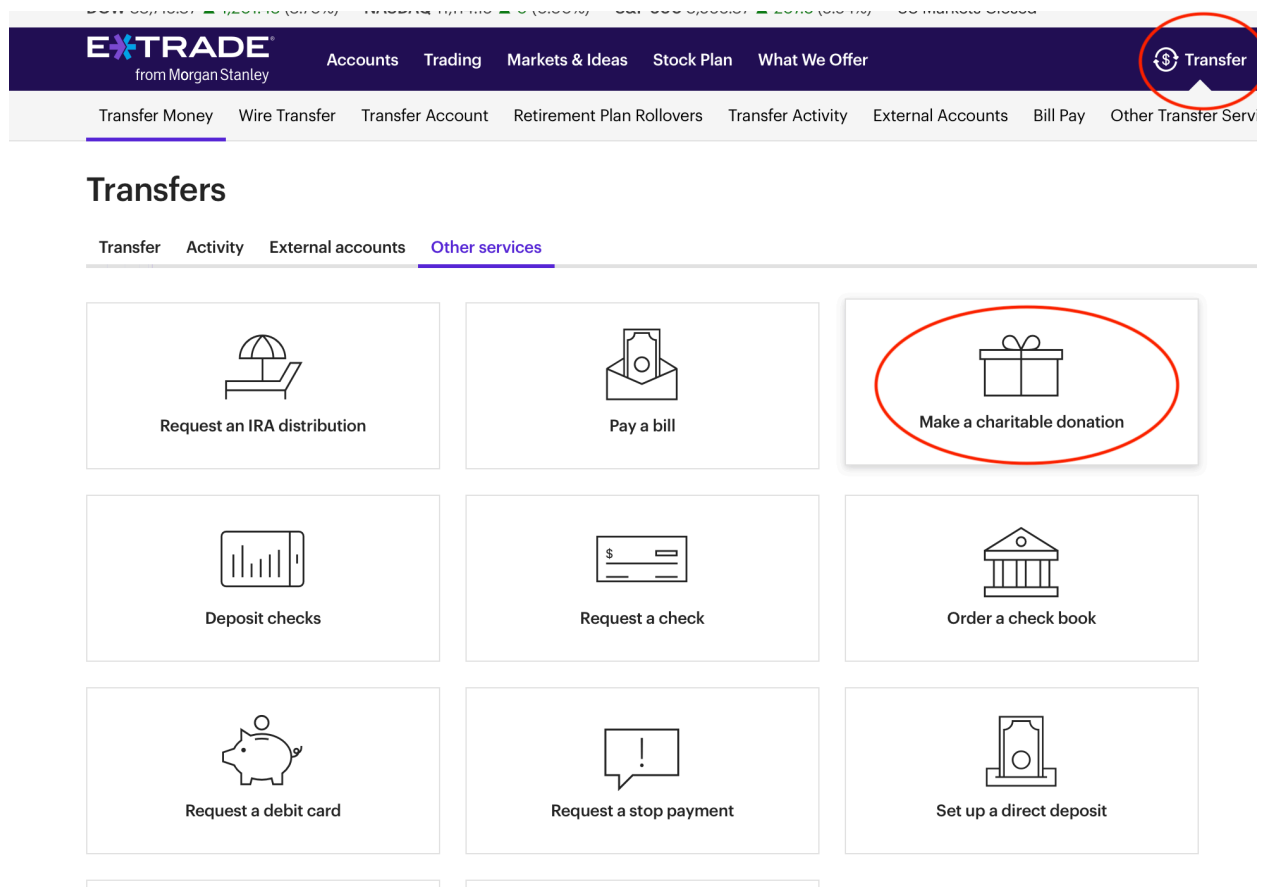 E*TRADE®
from Morgan Stanley
Accounts Trading Markets & Ideas Stock Plan What We Offer Transfer
Transfer Money Wire Transfer Transfer Account Retirement Plan Rollovers Transfer Activity External Accounts Bill Pay Other Transfer Servi
Transfers
Transfer Activity External accounts Other services
Request an IRA distribution
Pay a bill
Make a charitable donation
Deposit checks
Request a check
Order a check book
Request a debit card
Request a stop payment
Set up a direct deposit